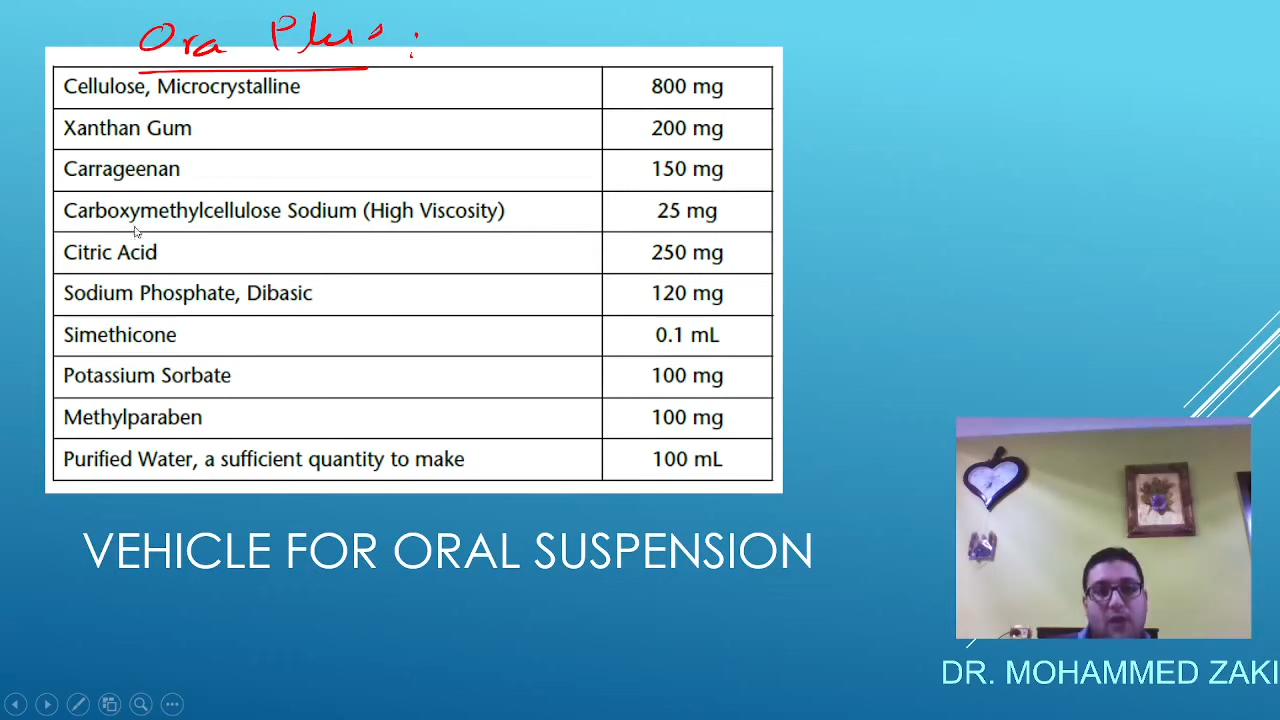 Ora Plus :
Cellulose, Microcrystalline 800 mg
Xanthan Gum 200 mg
Carrageenan 150 mg
Carboxymethylcellulose Sodium (High Viscosity) 25 mg
Citric Acid 250 mg
Sodium Phosphate, Dibasic 120 mg
Simethicone 0.1 mL
Potassium Sorbate 100 mg
Methylparaben 100 mg
Purified Water, a sufficient quantity to make 100 mL
VEHICLE FOR ORAL SUSPENSION
DR. MOHAMMED ZAKI